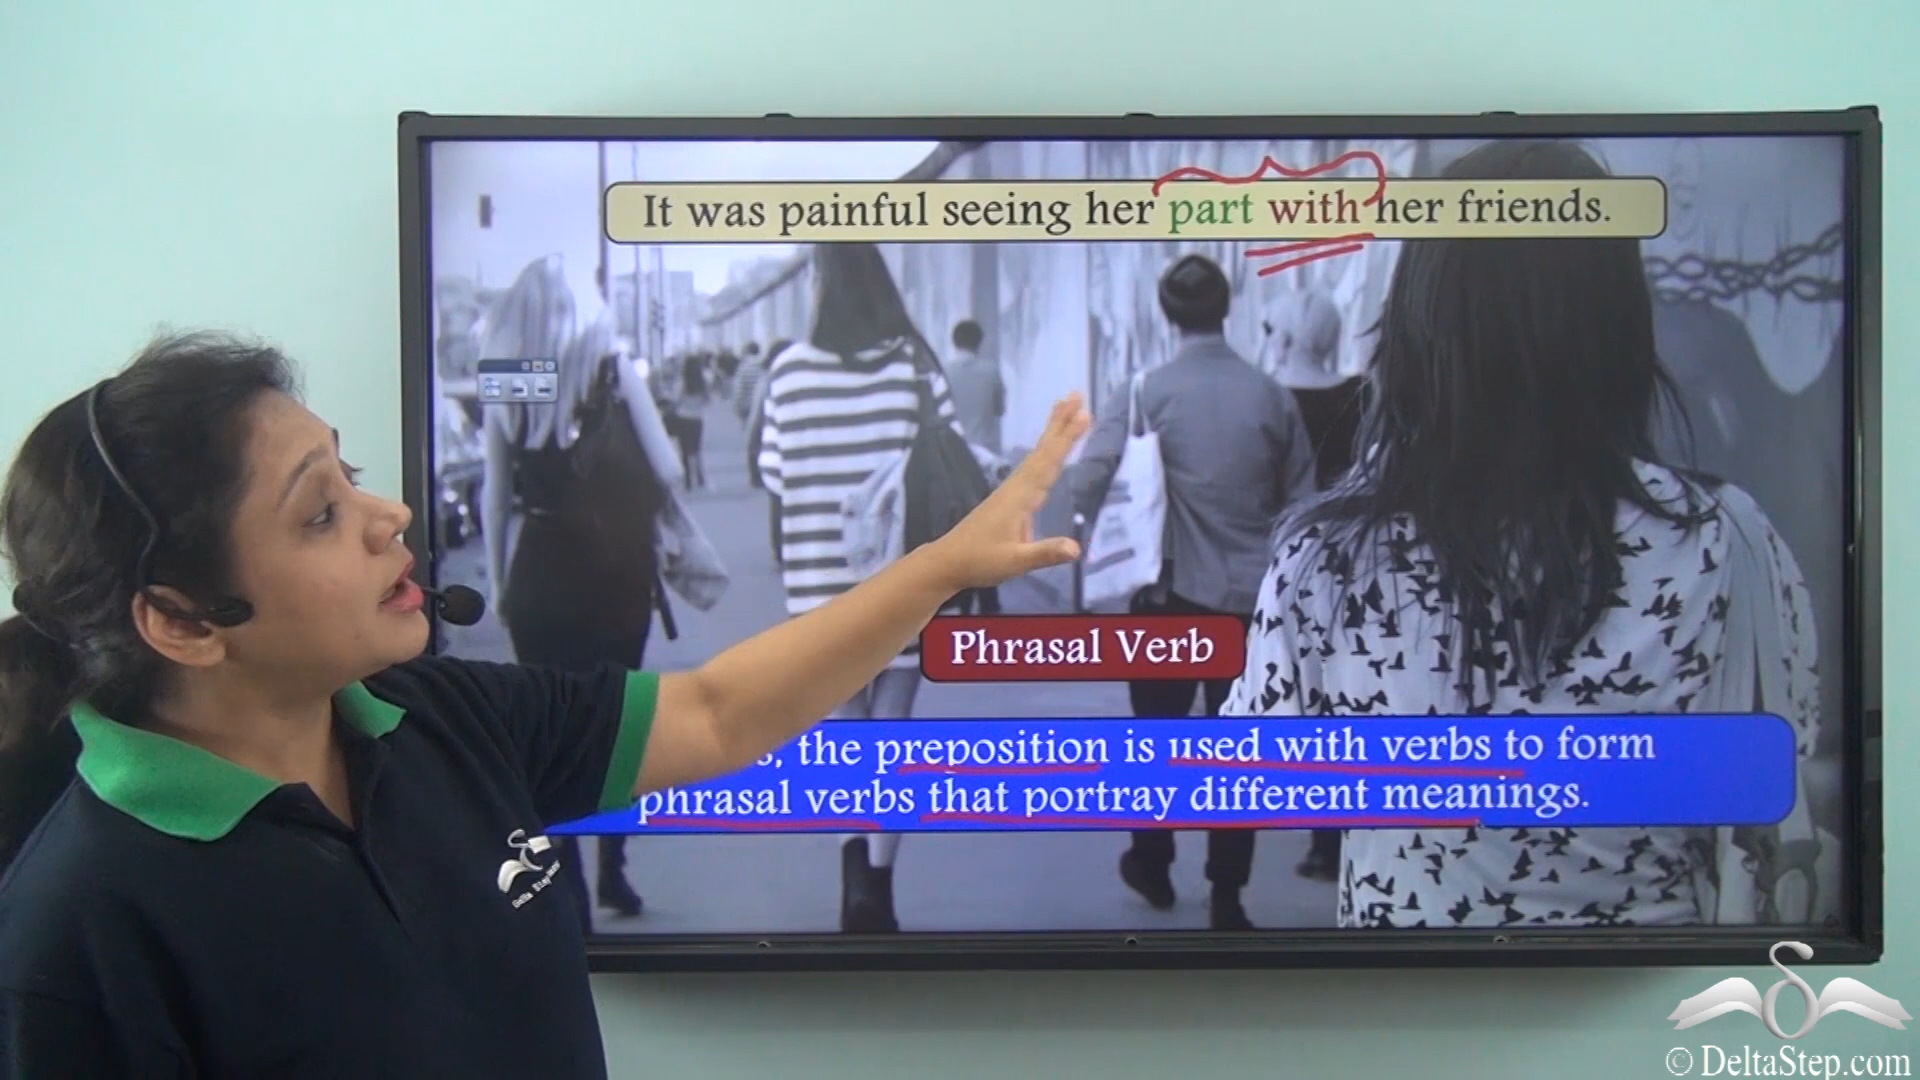 It was painful seeing her part with her friends.
Phrasal Verb
the preposition is used with verbs to form
phrasal verbs that portray different meanings.
© DeltaStep.com